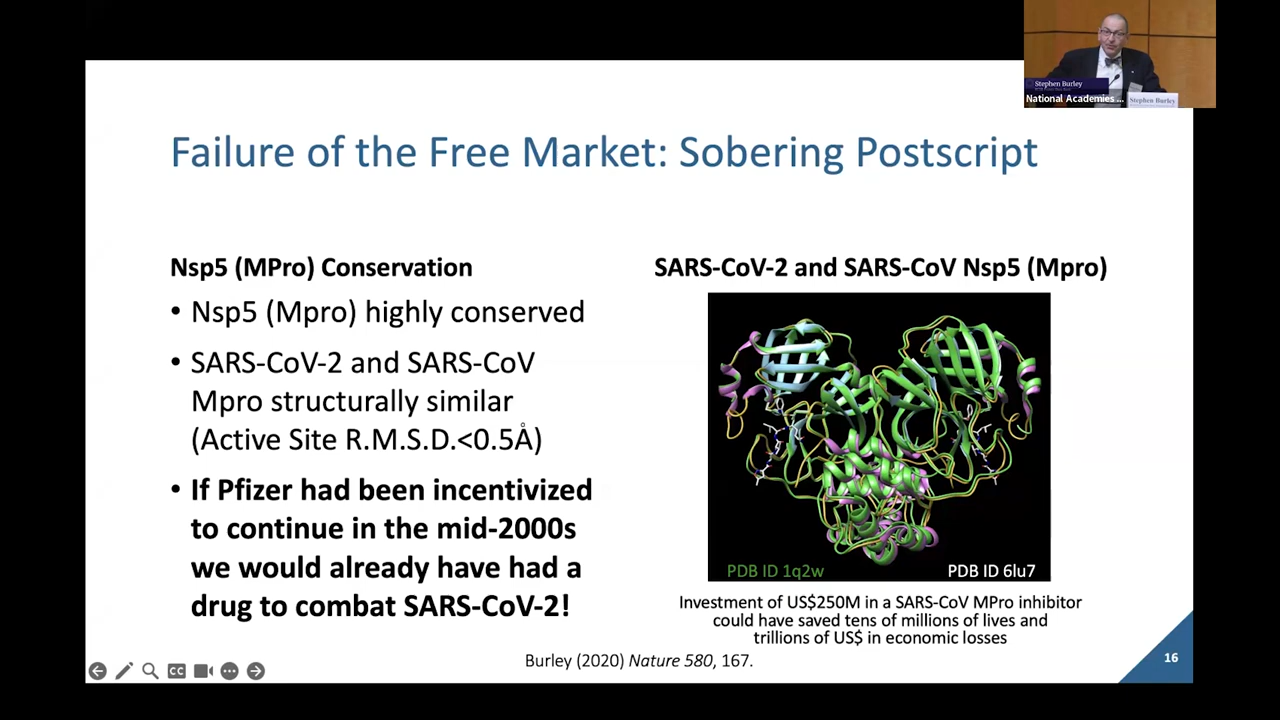 Stephen Burley
National Academies ...
Stephen Burley
Failure of the Free Market: Sobering Postscript
Nsp5 (MPro) Conservation
• Nsp5 (Mpro) highly conserved
• SARS-CoV-2 and SARS-CoV
Mpro structurally similar
(Active Site R.M.S.D.<0.5Å)
• If Pfizer had been incentivized
to continue in the mid-2000s
we would already have had a
drug to combat SARS-CoV-2!
SARS-CoV-2 and SARS-CoV Nsp5 (Mpro)
PDB ID 1q2w
PDB ID 6lu7
Investment of US$250M in a SARS-CoV MPro inhibitor
could have saved tens of millions of lives and
trillions of US$ in economic losses
Burley (2020) Nature 580, 167.
16
CC